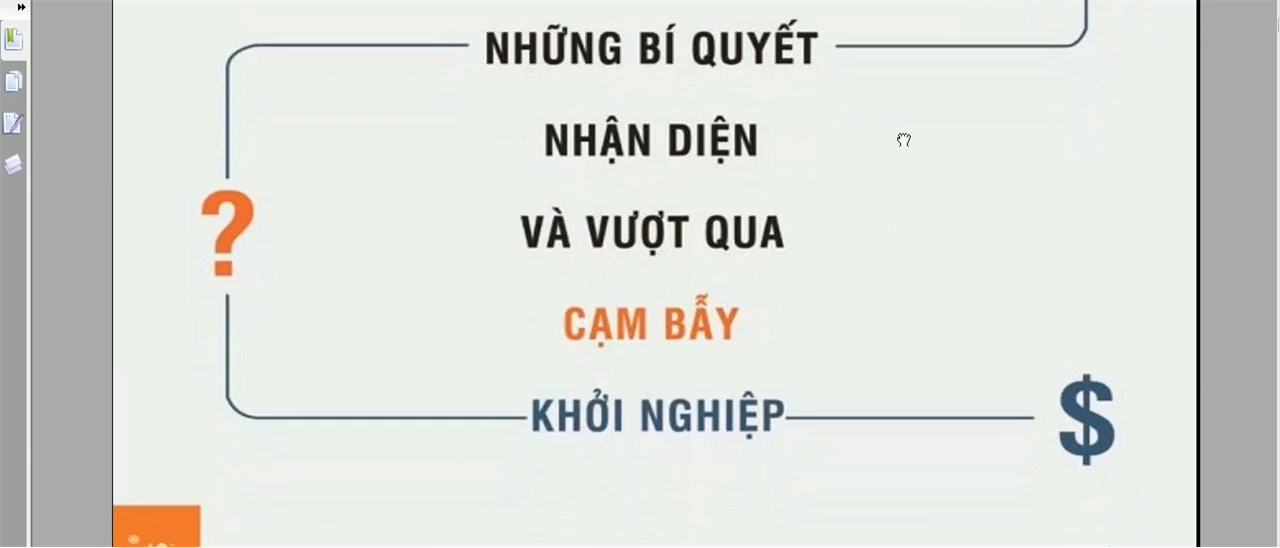 NHỮNG BÍ QUYẾT
NHẬN DIỆN
VÀ VƯỢT QUA
?
CẠM BẪY
KHỞI NGHIỆP
$